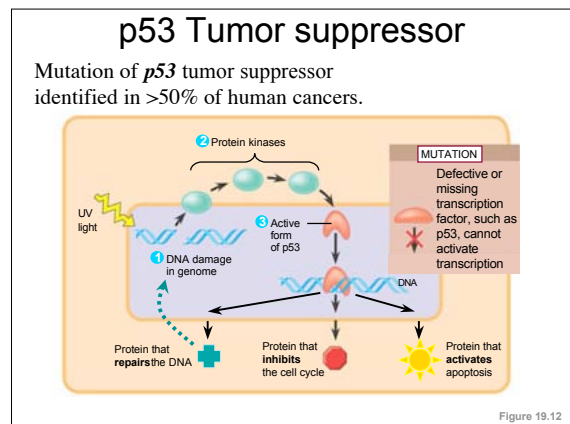 p53 Tumor suppressor
Mutation of p53 tumor suppressor
identified in >50% of human cancers.
2 Protein kinases
MUTATION
Defective or
missing
transcription
factor, such as
p53, cannot
activate
transcription
UV
light
3 Active
form
of p53
1 DNA damage
in genome
DNA
Protein that
repairs the DNA
Protein that
inhibits
the cell cycle
Protein that
activates
apoptosis
Figure 19.12